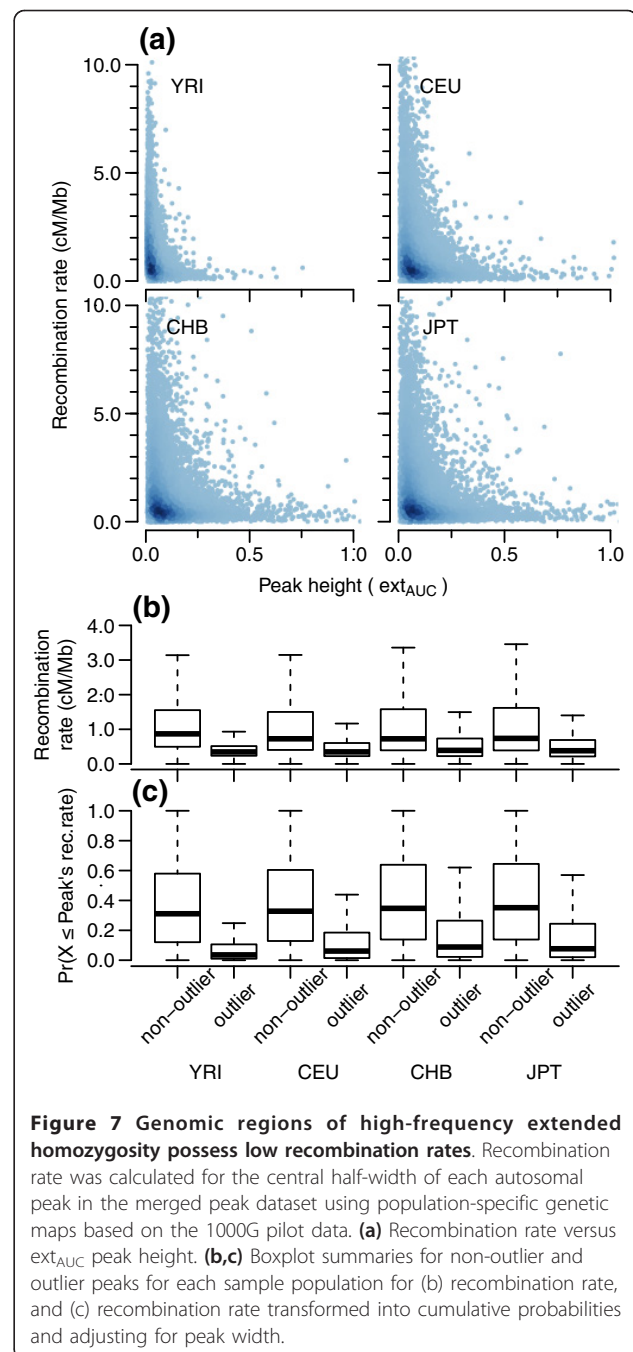 (a)
10.0
YRI
CEU
5.0
0.0
10.0
CHB
JPT
5.0
0.0
Recombination rate (cM/Mb)
0.0 0.5 1.0 0.0 0.5 1.0
Peak height ( extAUC )
(b)
4.0
3.0
2.0
1.0
0.0
Recombination
rate (cM/Mb)
(c)
1.0
0.8
0.6
0.4
0.2
0.0
Pr(X ≤ Peak's rec.rate)
non-outlier outlier non-outlier outlier non-outlier outlier non-outlier outlier
YRI CEU CHB JPT
Figure 7 Genomic regions of high-frequency extended
homozygosity possess low recombination rates. Recombination
rate was calculated for the central half-width of each autosomal
peak in the merged peak dataset using population-specific genetic
maps based on the 1000G pilot data. (a) Recombination rate versus
extAUC peak height. (b,c) Boxplot summaries for non-outlier and
outlier peaks for each sample population for (b) recombination rate,
and (c) recombination rate transformed into cumulative probabilities
and adjusting for peak width.